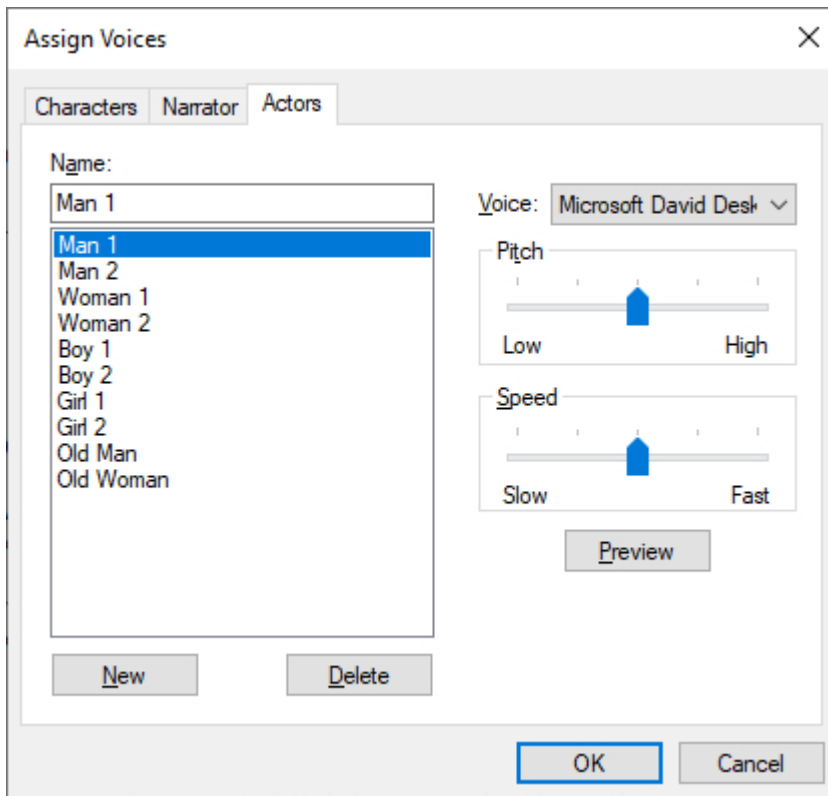 Assign Voices
Characters Narrator Actors
Name:
Man 1
Man 1
Man 2
Woman 1
Woman 2
Boy 1
Boy 2
Girl 1
Girl 2
Old Man
Old Woman
New Delete
Voice: Microsoft David Desk
Pitch
Low High
Speed
Slow Fast
Preview
OK Cancel